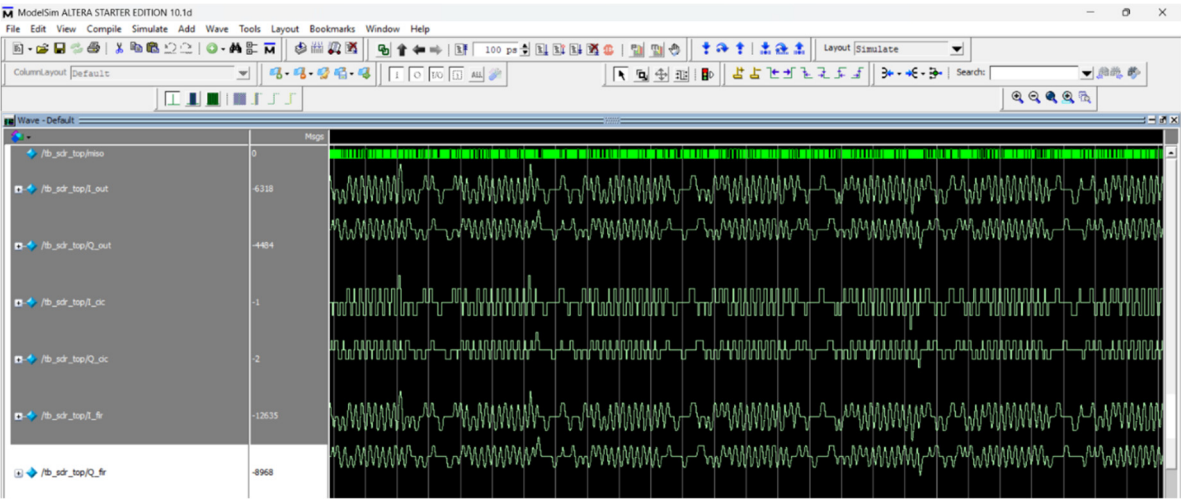 ModelSim ALTERA STARTER EDITION 10.1d
File Edit View Compile Simulate Add Wave Tools Layout Bookmarks Window Help
100 ps
Layout Simulate
ColumnLayout Default
ALL
Search:
Wave - Default
Msgs
/tb_sdr_top/miso 0
/tb_sdr_top/I_out -6318
/tb_sdr_top/Q_out -4484
/tb_sdr_top/I_cic -1
/tb_sdr_top/Q_cic -2
/tb_sdr_top/I_fir -12635
/tb_sdr_top/Q_fir -8968